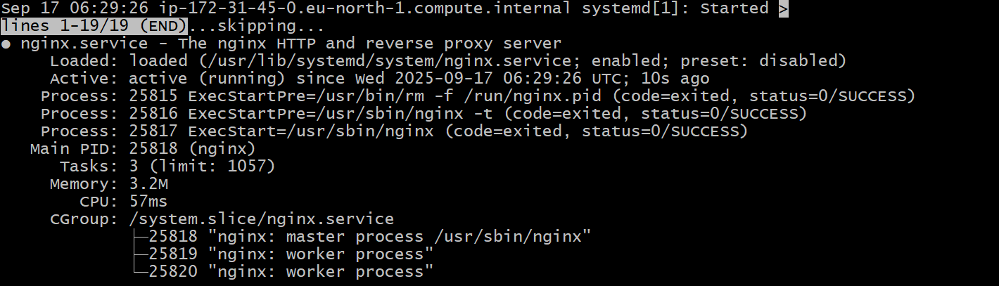 Sep 17 06:29:26 ip-172-31-45-0.eu-north-1.compute.internal systemd[1]: Started >
lines 1-19/19 (END)...skipping...
● nginx.service - The nginx HTTP and reverse proxy server
     Loaded: loaded (/usr/lib/systemd/system/nginx.service; enabled; preset: disabled)
     Active: active (running) since Wed 2025-09-17 06:29:26 UTC; 10s ago
    Process: 25815 ExecStartPre=/usr/bin/rm -f /run/nginx.pid (code=exited, status=0/SUCCESS)
    Process: 25816 ExecStartPre=/usr/sbin/nginx -t (code=exited, status=0/SUCCESS)
    Process: 25817 ExecStart=/usr/sbin/nginx (code=exited, status=0/SUCCESS)
   Main PID: 25818 (nginx)
      Tasks: 3 (limit: 1057)
     Memory: 3.2M
        CPU: 57ms
     CGroup: /system.slice/nginx.service
             ├─25818 "nginx: master process /usr/sbin/nginx"
             ├─25819 "nginx: worker process"
             └─25820 "nginx: worker process"